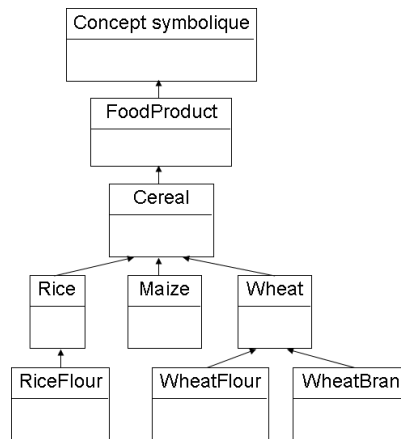 Concept symbolique
FoodProduct
Cereal
Rice
Maize
Wheat
RiceFlour
WheatFlour
WheatBran